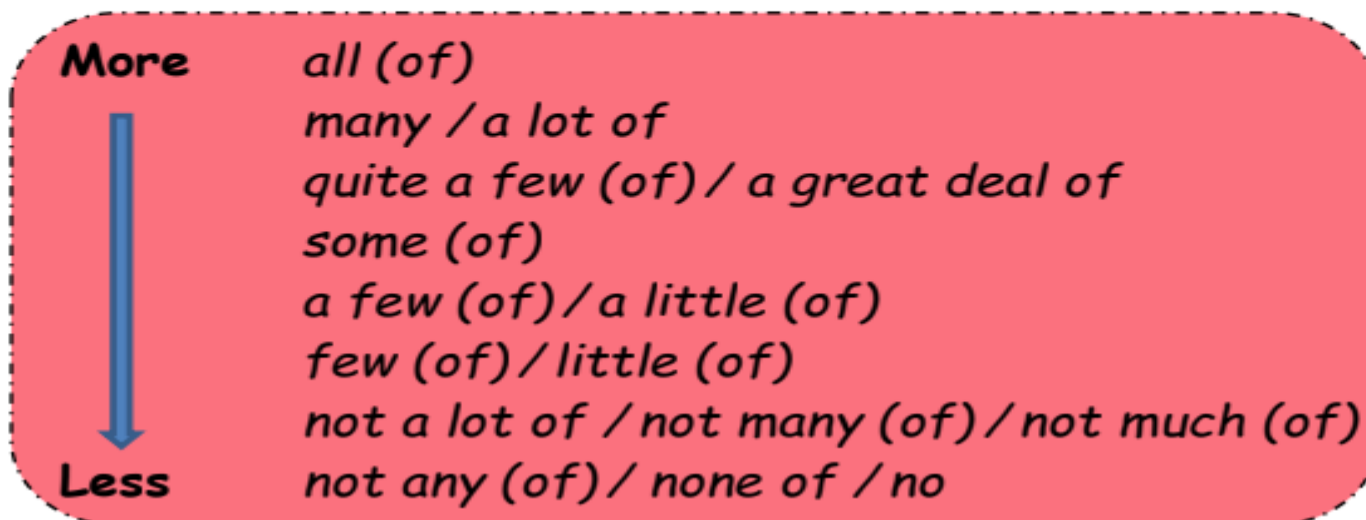 More all (of)
many / a lot of
quite a few (of) / a great deal of
some (of)
a few (of) / a little (of)
few (of) / little (of)
not a lot of / not many (of) / not much (of)
Less not any (of) / none of / no